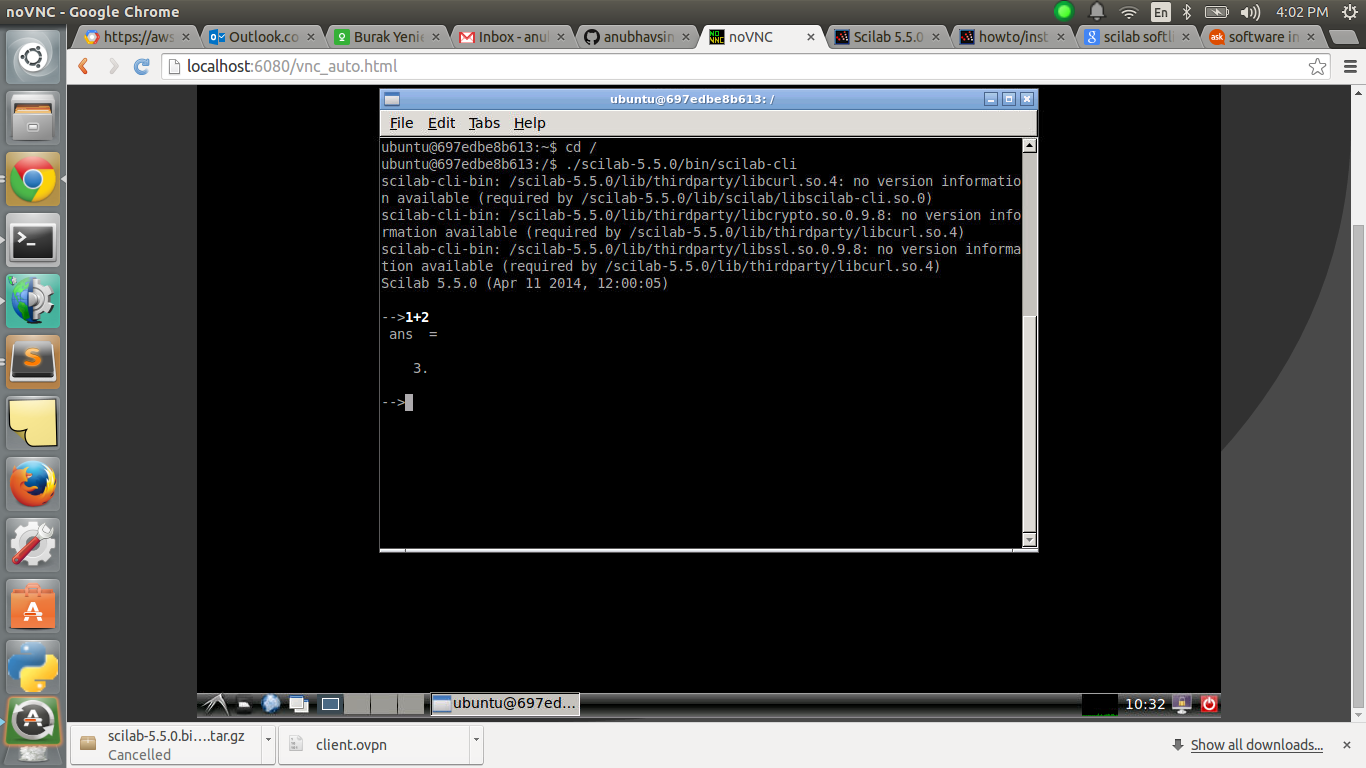 noVNC - Google Chrome
En
4:02 PM
https://aws
Outlook.co
Burak Yenie
Inbox - anul
anubhavsin
noVNC
Scilab 5.5.0
howto/inst
scilab softli
software in
localhost:6080/vnc_auto.html
ubuntu@697edbe8b613: /
File Edit Tabs Help
ubuntu@697edbe8b613:~$ cd /
ubuntu@697edbe8b613:/$ ./scilab-5.5.0/bin/scilab-cli
scilab-cli-bin: /scilab-5.5.0/lib/thirdparty/libcurl.so.4: no version informatio
n available (required by /scilab-5.5.0/lib/scilab/libscilab-cli.so.0)
scilab-cli-bin: /scilab-5.5.0/lib/thirdparty/libcrypto.so.0.9.8: no version info
rmation available (required by /scilab-5.5.0/lib/thirdparty/libcurl.so.4)
scilab-cli-bin: /scilab-5.5.0/lib/thirdparty/libssl.so.0.9.8: no version informa
tion available (required by /scilab-5.5.0/lib/thirdparty/libcurl.so.4)
Scilab 5.5.0 (Apr 11 2014, 12:00:05)
-->1+2
ans =
3.
-->
ubuntu@697ed...
10:32
scilab-5.5.0.bi....tar.gz
Cancelled
client.ovpn
Show all downloads...